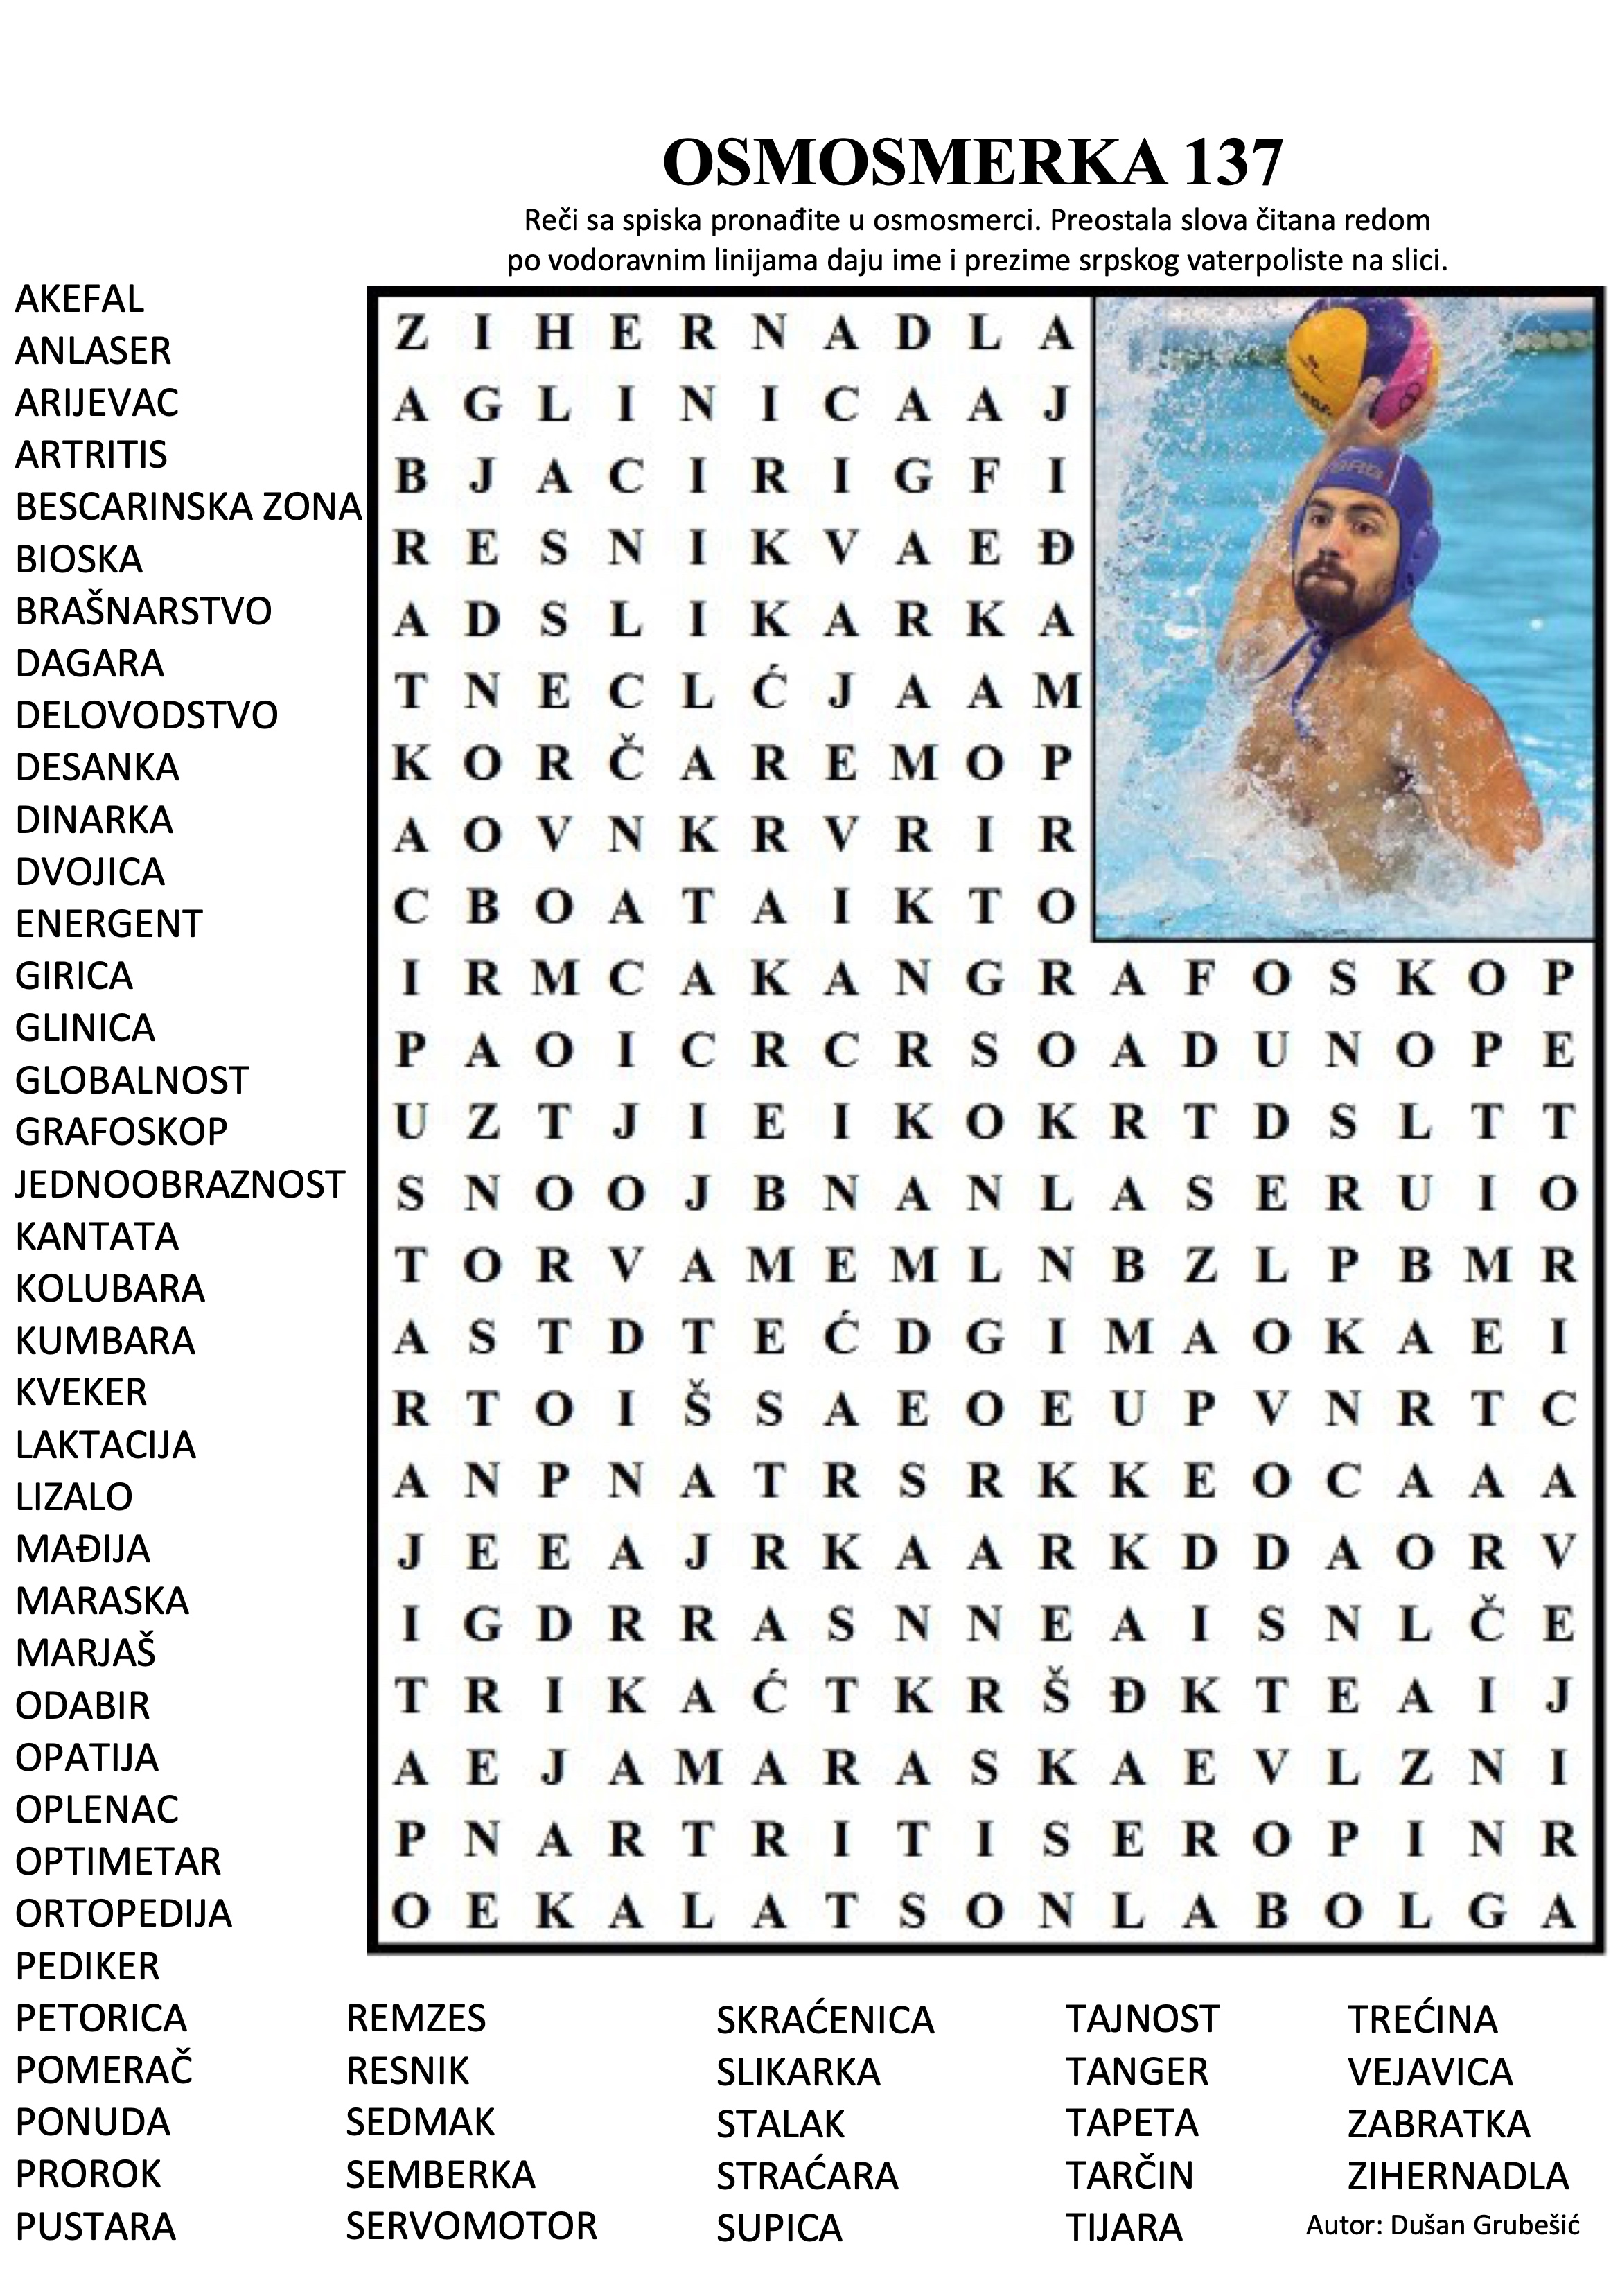 OSMOSMERKA 137
Reči sa spiska pronađite u osmosmerci. Preostala slova čitana redom
po vodoravnim linijama daju ime i prezime srpskog vaterpoliste na slici.
AKEFAL
ANLASER
ARIJEVAC
ARTRITIS
BESCARINSKA ZONA
BIOSKA
BRAŠNARSTVO
DAGARA
DELOVODSTVO
DESANKA
DINARKA
DVOJICA
ENERGENT
GIRICA
GLINICA
GLOBALNOST
GRAFOSKOP
JEDNOOBRAZNOST
KANTATA
KOLUBARA
KUMBARA
KVEKER
LAKTACIJA
LIZALO
MAĐIJA
MARASKA
MARJAŠ
ODABIR
OPATIJA
OPLENAC
OPTIMETAR
ORTOPEDIJA
PEDIKER
PETORICA
POMERAČ
PONUDA
PROROK
PUSTARA
Z I H E R N A D L A
A G L I N I C A A J
B J A C I R I G F I
R E S N I K V A E Đ
A D S L I K A R K A
T N E C L Ć J A A M
K O R Č A R E M O P
A O V N K R V R I R
C B O A T A I K T O
I R M C A K A N G R A F O S K O P
P A O I C R C R S O A D U N O P E
U Z T J I E I K O K R T D S L T T
S N O O J B N A N L A S E R U I O
T O R V A M E M L N B Z L P B M R
A S T D T E Ć D G I M A O K A E I
R T O I Š S A E O E U P V N R T C
A N P N A T R S R K K E O C A A A
J E E A J R K A A R K D D A O R V
I G D R R A S N N E A I S N L Č E
T R I K A Ć T K R Š Đ K T E A I J
A E J A M A R A S K A E V L Z N I
P N A R T R I T I S E R O P I N R
O E K A L A T S O N L A B O L G A
REMZES
RESNIK
SEDMAK
SEMBERKA
SERVOMOTOR
SKRAĆENICA
SLIKARKA
STALAK
STRAĆARA
SUPICA
TAJNOST
TANGER
TAPETA
TARČIN
TIJARA
TREĆINA
VEJAVICA
ZABRATKA
ZIHERNADLA
Autor: Dušan Grubešić